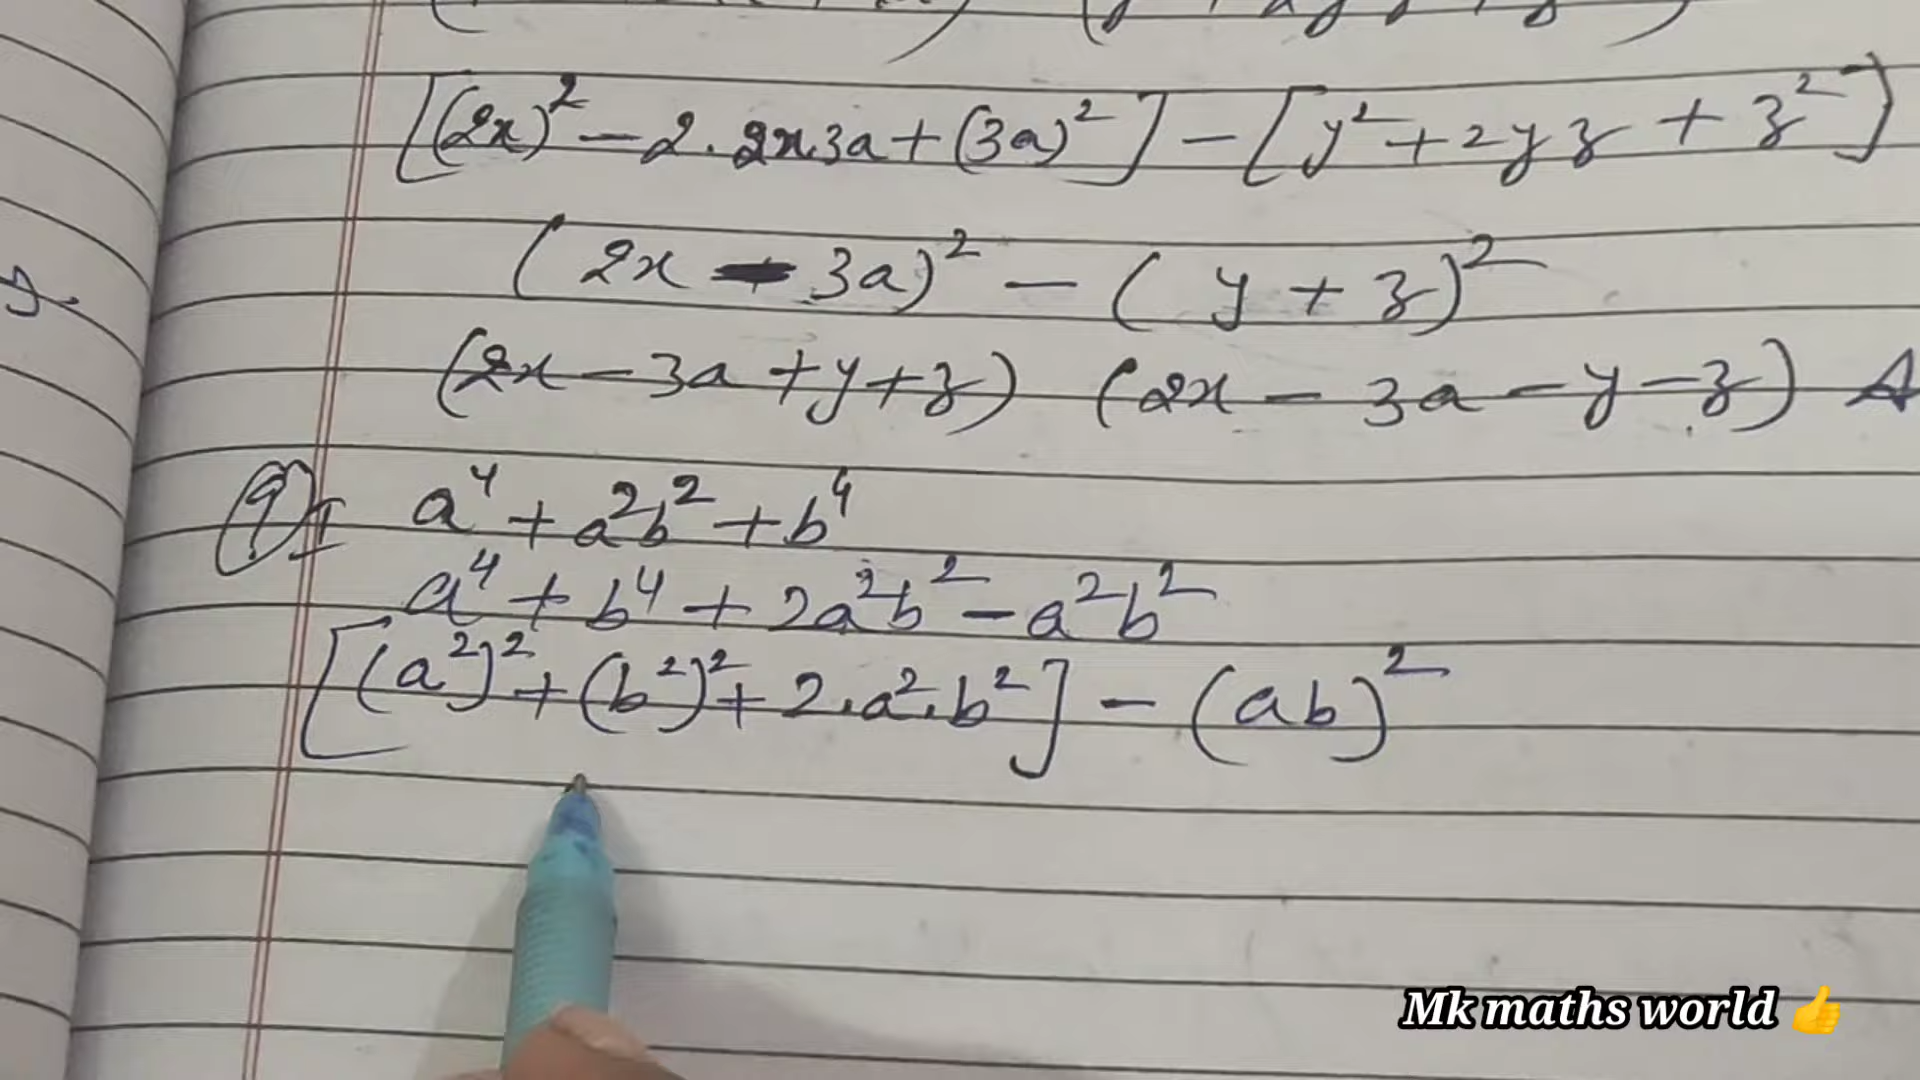 [(2x)² - 2. 2x.3a + (3a)²] - [y² + 2yz + z²]
(2x - 3a)² - (y + z)²
(2x - 3a + y + z) (2x - 3a - y - z) A
a⁴ + a²b² + b⁴
a⁴ + b⁴ + 2a²b² - a²b²
[(a²)² + (b²)² + 2.a².b²] - (ab)²
Mk maths world 👍